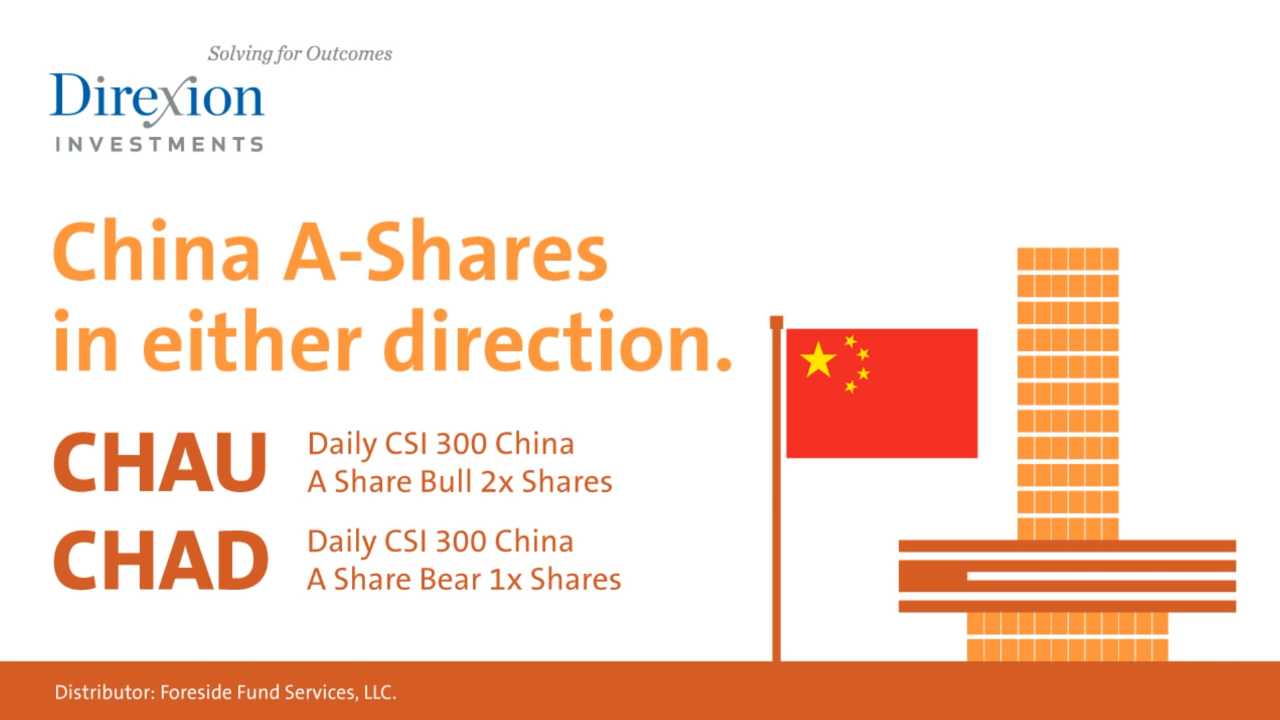 Solving for Outcomes
Direxion
INVESTMENTS
China A-Shares
in either direction.
CHAU
Daily CSI 300 China
A Share Bull 2x Shares
CHAD
Daily CSI 300 China
A Share Bear 1x Shares
Distributor: Foreside Fund Services, LLC.